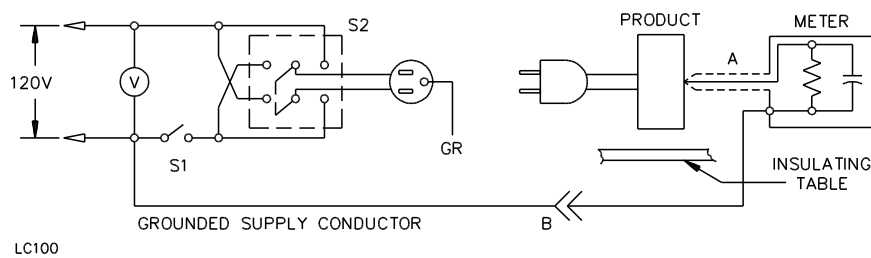 S2
PRODUCT
METER
A
120V
V
GR
S1
INSULATING
TABLE
GROUNDED SUPPLY CONDUCTOR
B
LC100